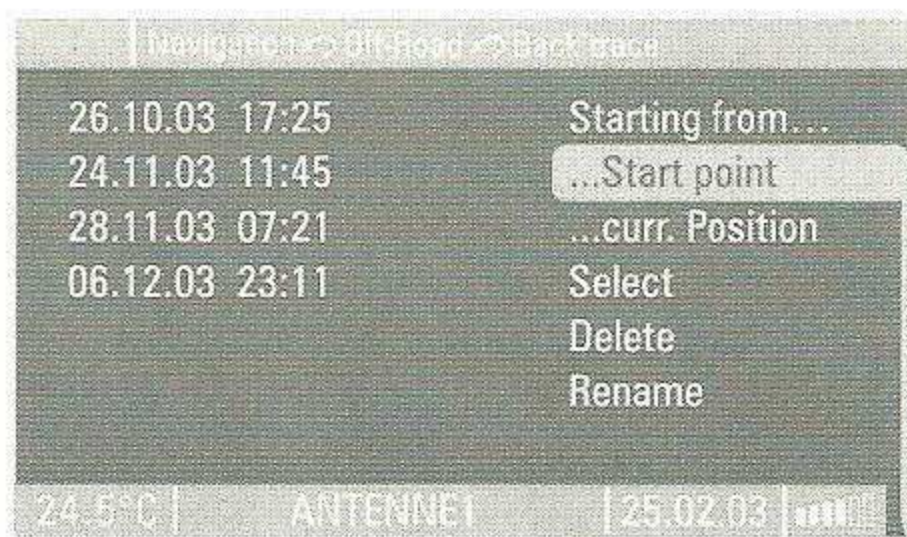 Navigation Off-Road Back trace
26.10.03 17:25 Starting from...
24.11.03 11:45 ...Start point
28.11.03 07:21 ...curr. Position
06.12.03 23:11 Select
Delete
Rename
24.5°C ANTENNE1 25.02.03